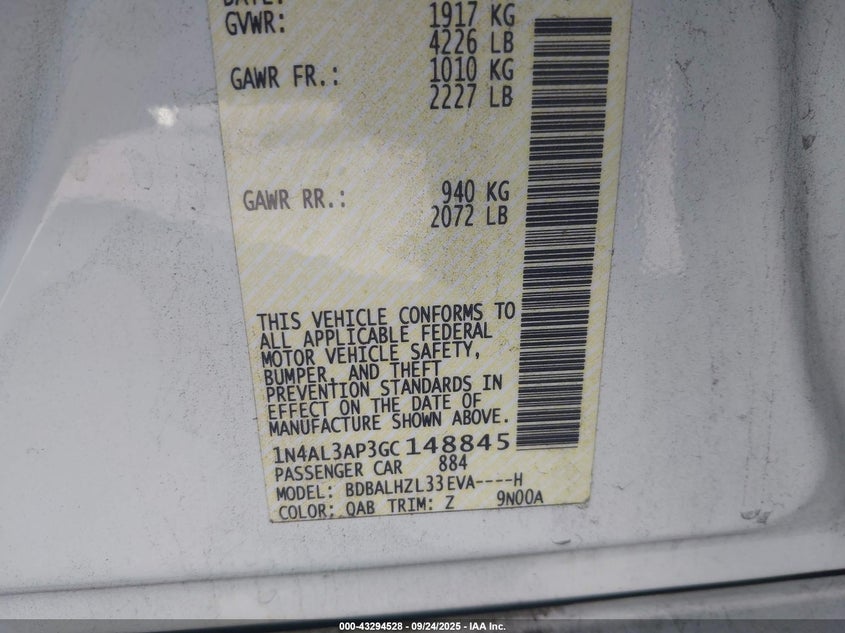 DATE:
GVWR: 1917 KG
4226 LB
GAWR FR.: 1010 KG
2227 LB
GAWR RR.: 940 KG
2072 LB
THIS VEHICLE CONFORMS TO
ALL APPLICABLE FEDERAL
MOTOR VEHICLE SAFETY,
BUMPER, AND THEFT
PREVENTION STANDARDS IN
EFFECT ON THE DATE OF
MANUFACTURE SHOWN ABOVE.
1N4AL3AP3GC148845
PASSENGER CAR 884
MODEL: BDBALHZL33EVA----H
COLOR: QAB TRIM: Z 9N00A
000-43294528 - 09/24/2025 - IAA Inc.